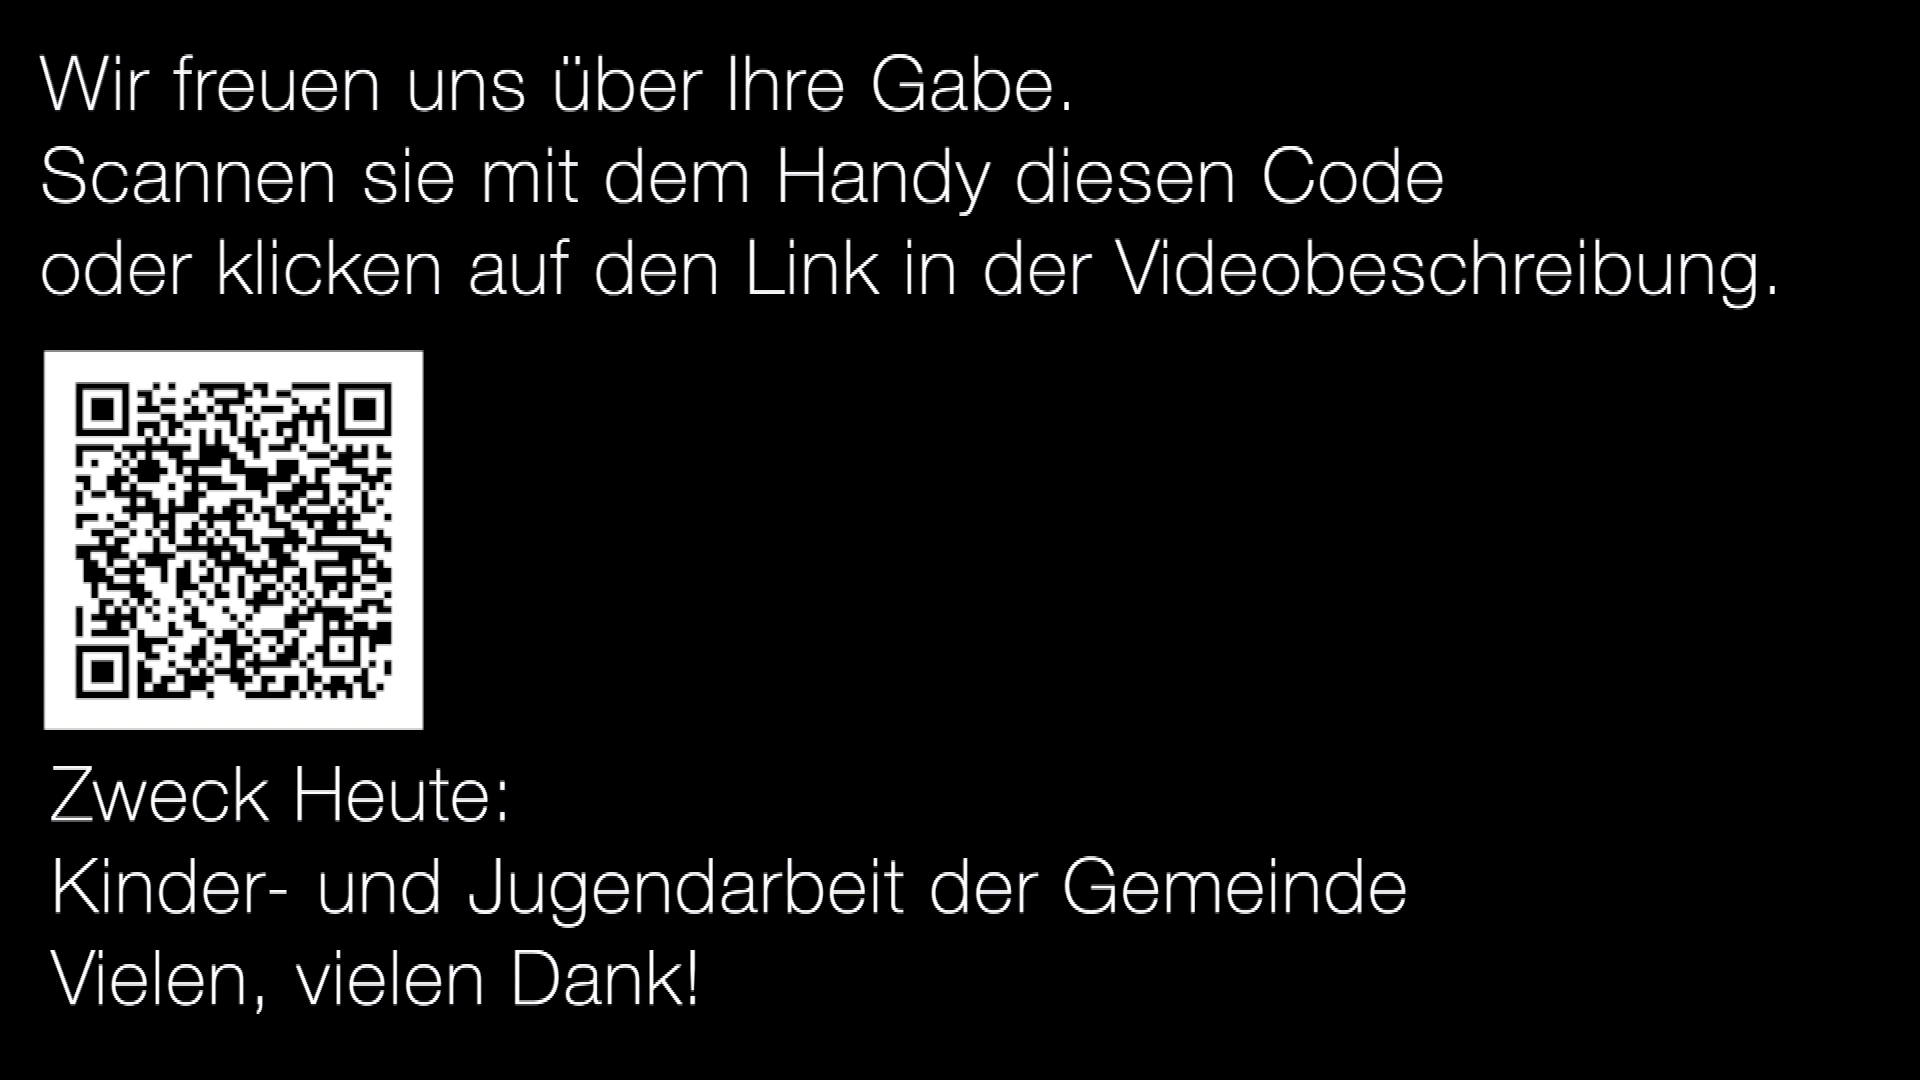 Wir freuen uns über Ihre Gabe.
Scannen sie mit dem Handy diesen Code
oder klicken auf den Link in der Videobeschreibung.
Zweck Heute:
Kinder- und Jugendarbeit der Gemeinde
Vielen, vielen Dank!